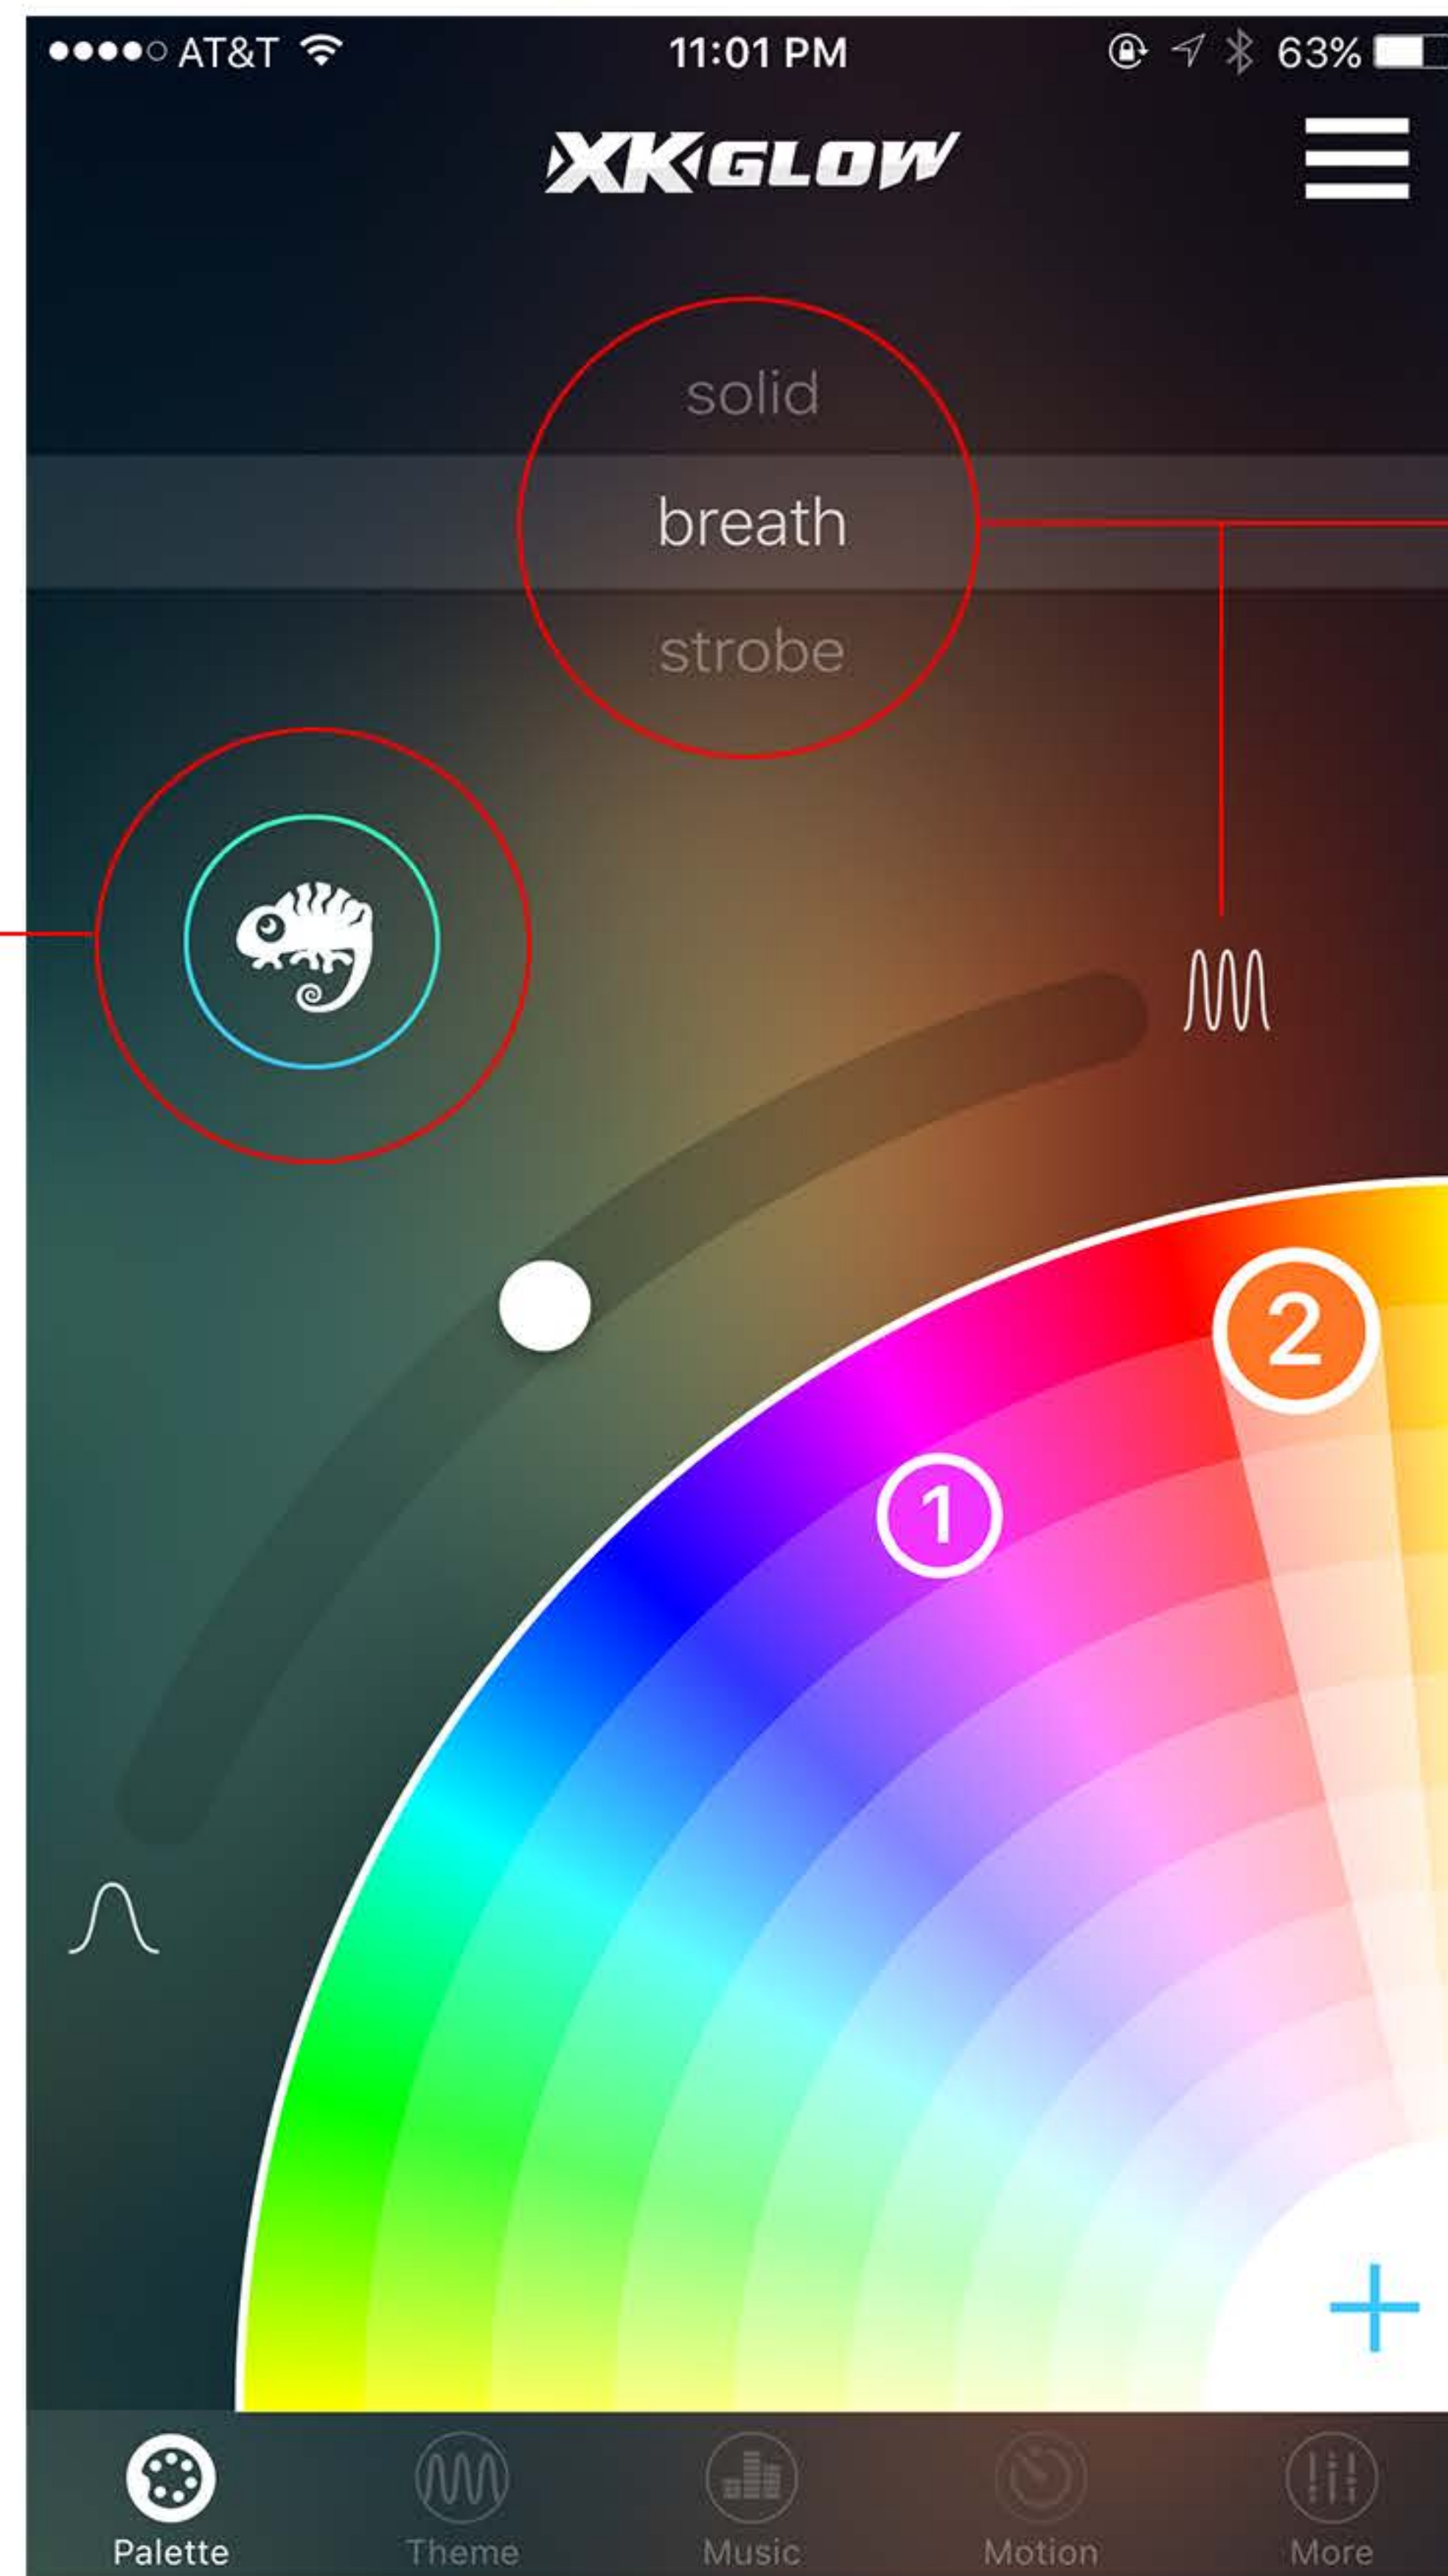 AT&T 11:01 PM 63%
XKGLOW
solid
breath
strobe
2
1
Palette Theme Music Motion More